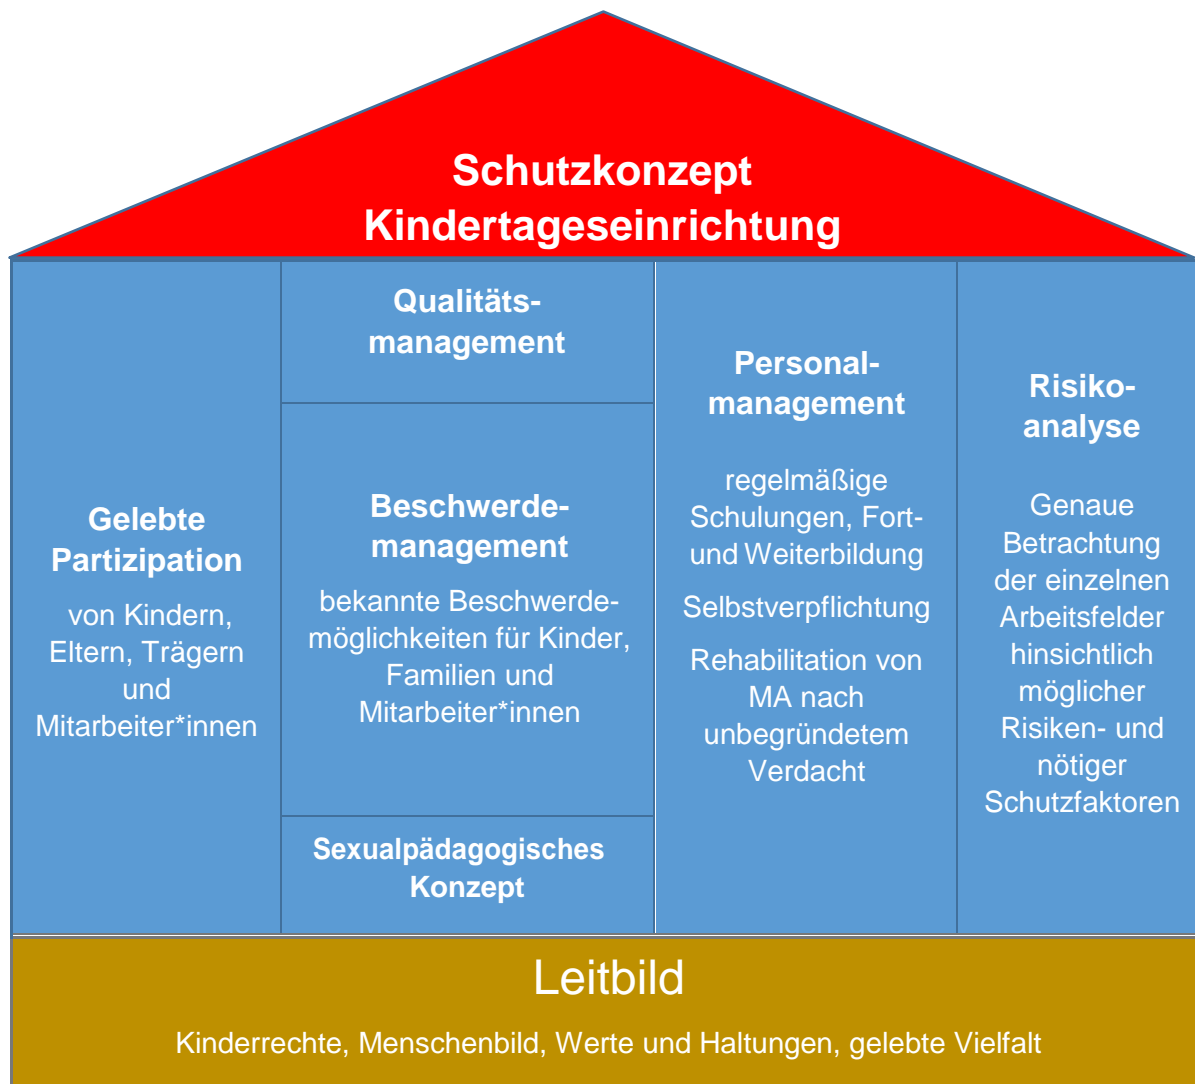 Schutzkonzept
Kindertageseinrichtung
Gelebte
Partizipation
von Kindern,
Eltern, Trägern
und
Mitarbeiter*innen
Qualitäts-
management
Beschwerde-
management
bekannte Beschwerde-
möglichkeiten für Kinder,
Familien und
Mitarbeiter*innen
Sexualpädagogisches
Konzept
Personal-
management
regelmäßige
Schulungen, Fort-
und Weiterbildung
Selbstverpflichtung
Rehabilitation von
MA nach
unbegründetem
Verdacht
Risiko-
analyse
Genaue
Betrachtung
der einzelnen
Arbeitsfelder
hinsichtlich
möglicher
Risiken- und
nötiger
Schutzfaktoren
Leitbild
Kinderrechte, Menschenbild, Werte und Haltungen, gelebte Vielfalt